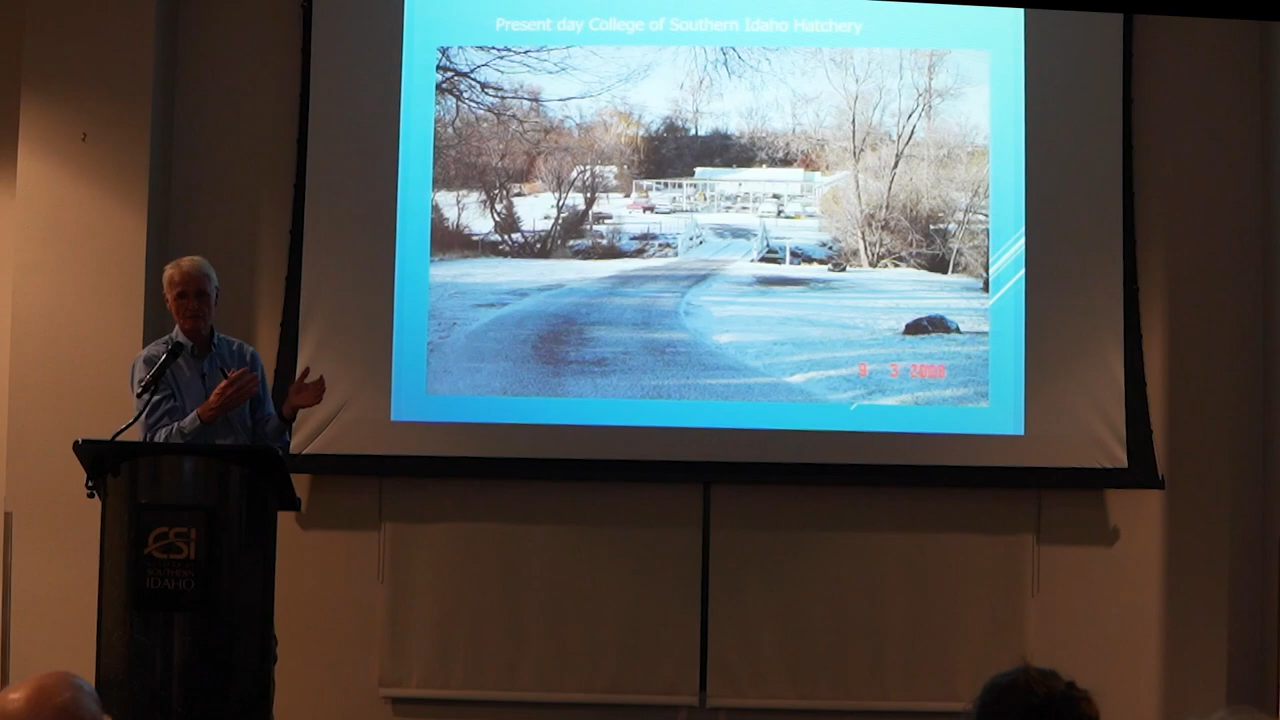 Present day College of Southern Idaho Hatchery
9 3 2008
CSI
SOUTHERN
IDAHO